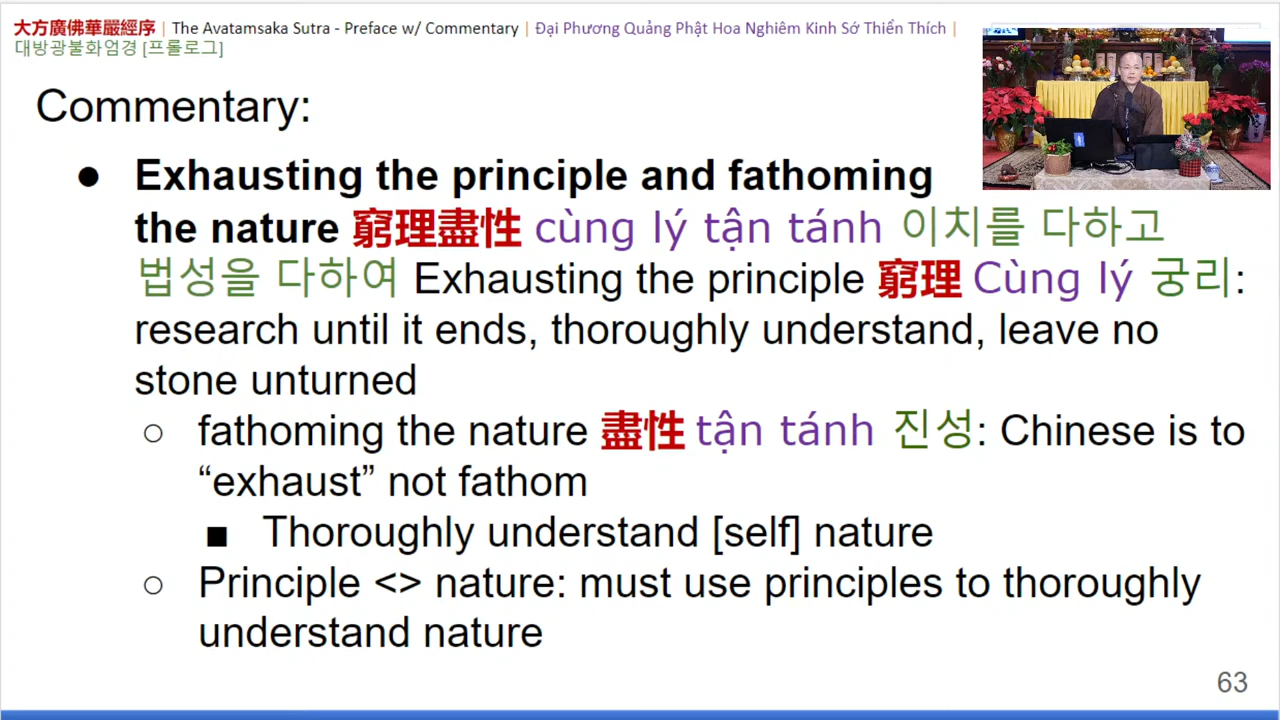 大方廣佛華嚴經序 | The Avatamsaka Sutra - Preface w/ Commentary | Đại Phương Quảng Phật Hoa Nghiêm Kinh Sớ Thiển Thích |
대방광불화엄경 [프롤로그]
Commentary:
● Exhausting the principle and fathoming
the nature 窮理盡性 cùng lý tận tánh 이치를 다하고
법성을 다하여 Exhausting the principle 窮理 Cùng lý 궁리:
research until it ends, thoroughly understand, leave no
stone unturned
○ fathoming the nature 盡性 tận tánh 진성: Chinese is to
“exhaust” not fathom
■ Thoroughly understand [self] nature
○ Principle <> nature: must use principles to thoroughly
understand nature
63